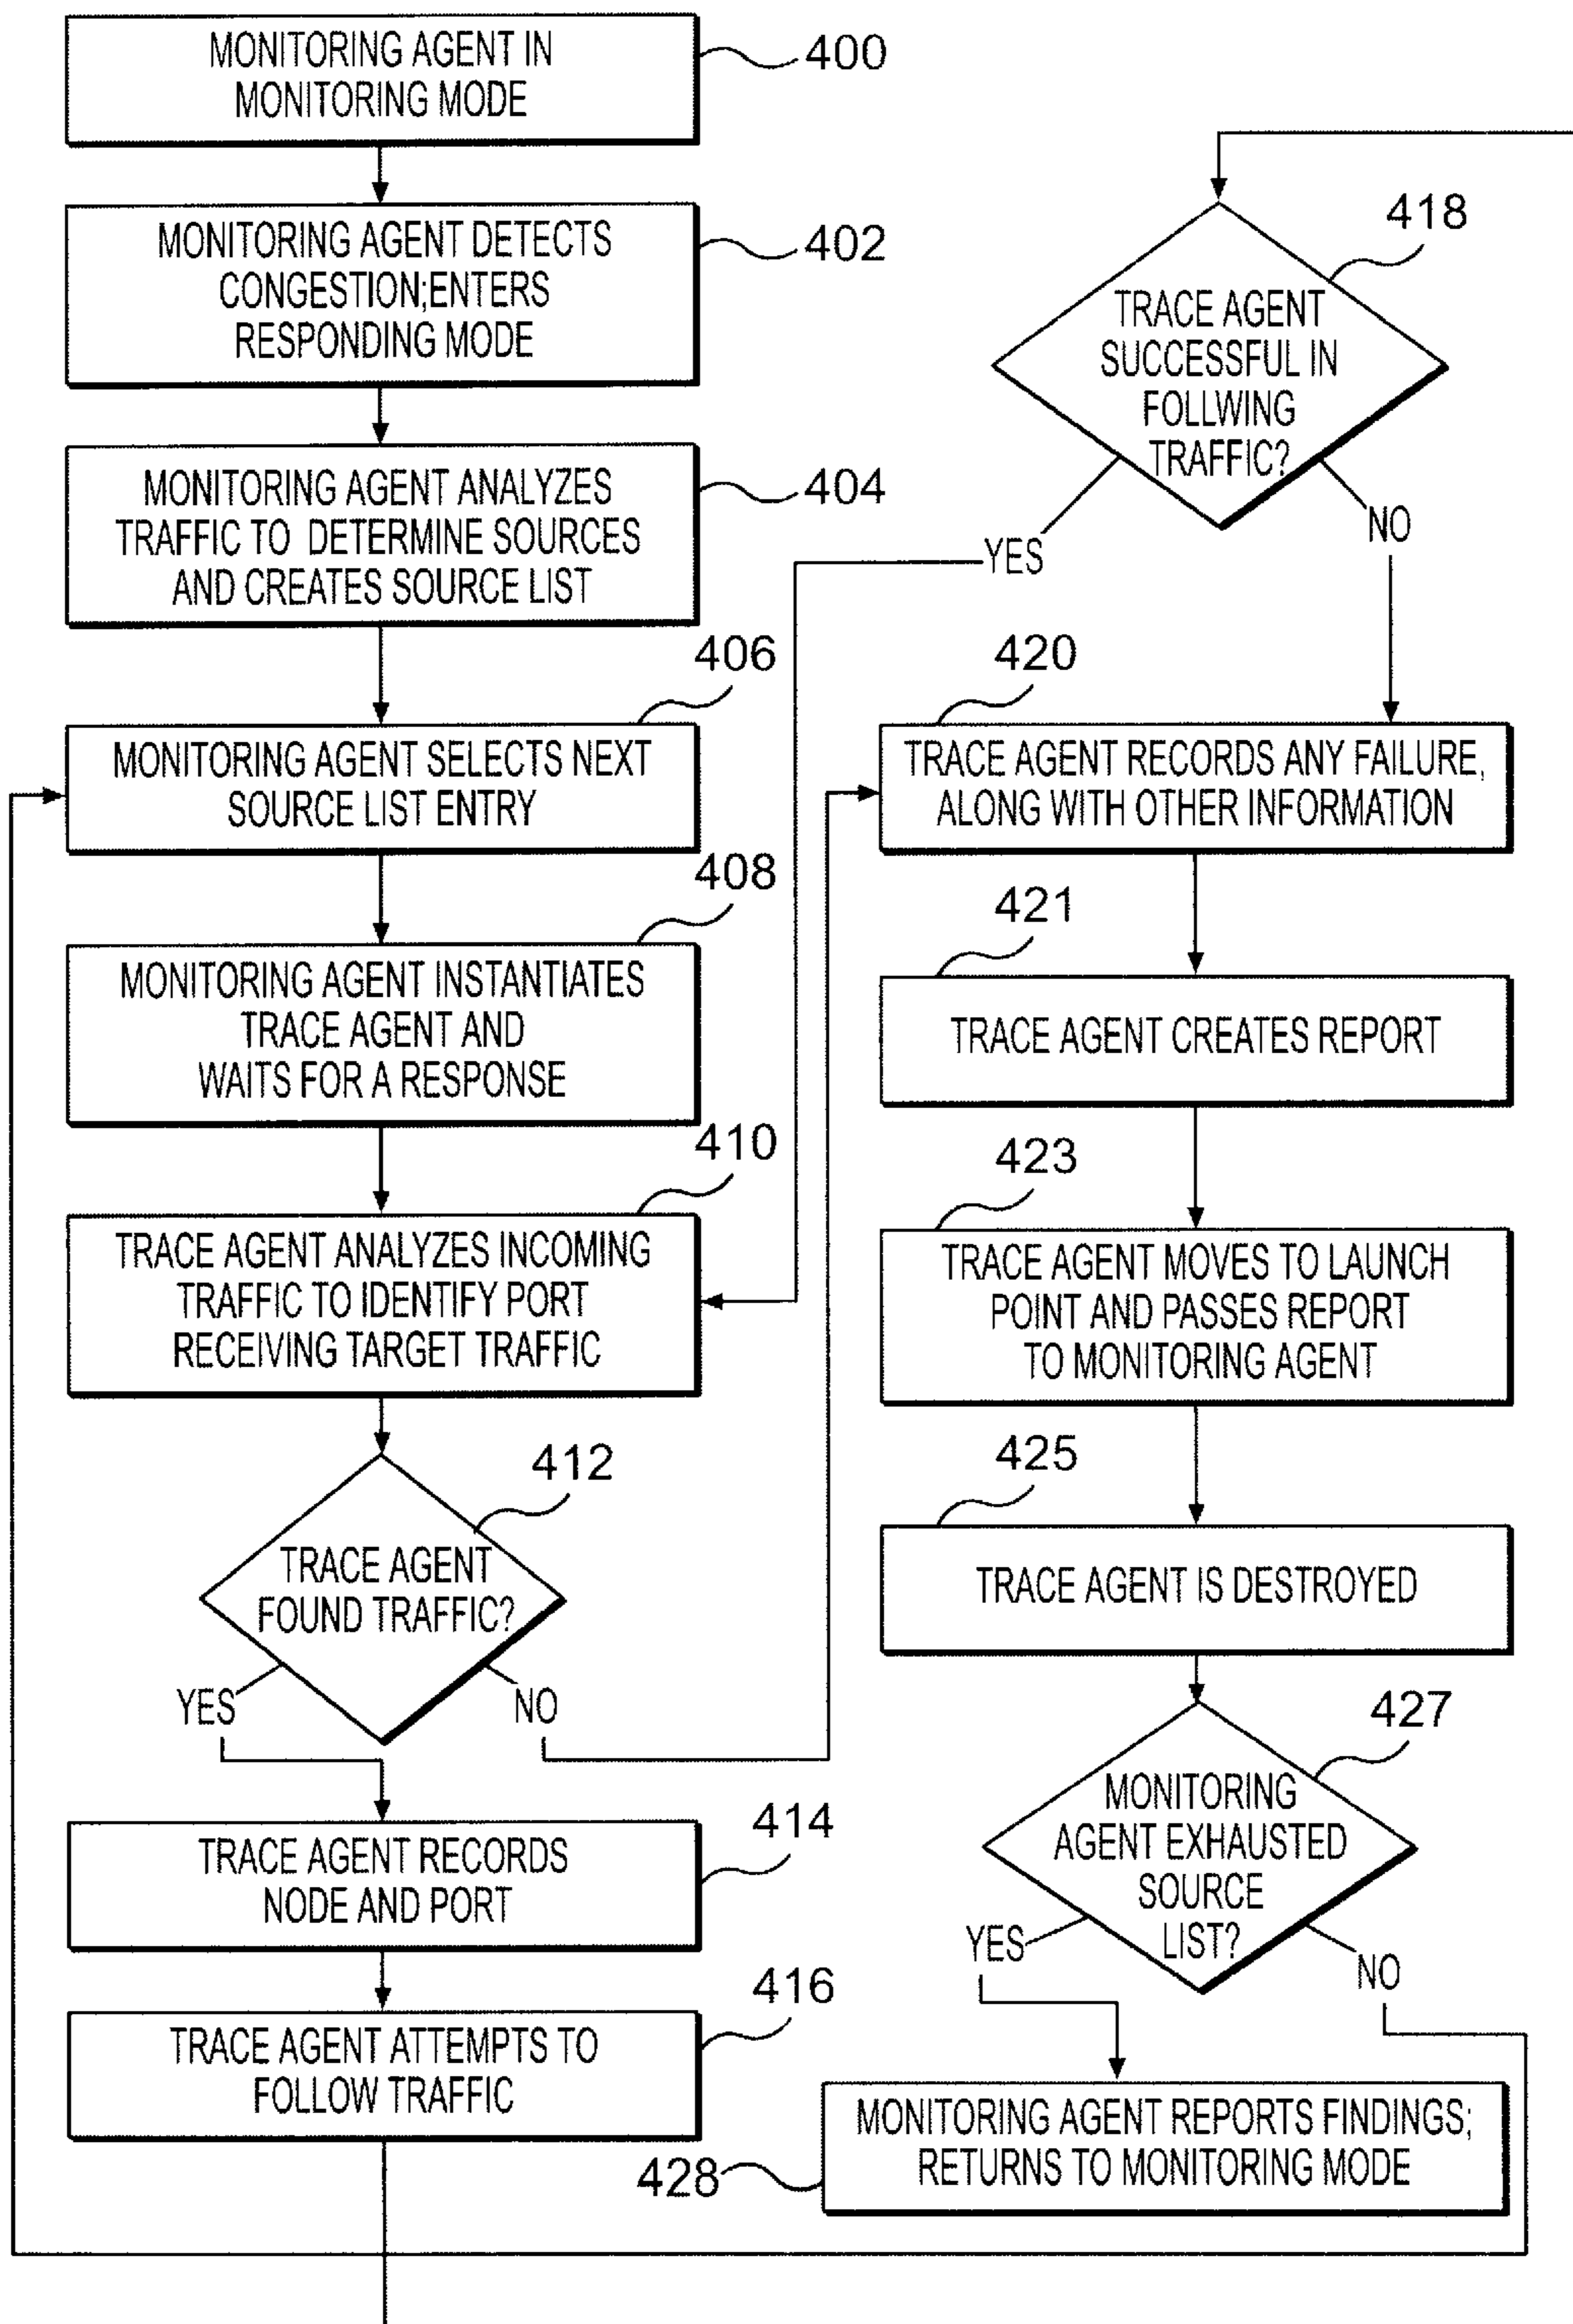 MONITORING AGENT IN
MONITORING MODE
400
MONITORING AGENT DETECTS
CONGESTION;ENTERS
RESPONDING MODE
402
MONITORING AGENT ANALYZES
TRAFFIC TO DETERMINE SOURCES
AND CREATES SOURCE LIST
404
406
MONITORING AGENT SELECTS NEXT
SOURCE LIST ENTRY
408
MONITORING AGENT INSTANTIATES
TRACE AGENT AND
WAITS FOR A RESPONSE
410
TRACE AGENT ANALYZES INCOMING
TRAFFIC TO IDENTIFY PORT
RECEIVING TARGET TRAFFIC
412
TRACE AGENT
FOUND TRAFFIC?
YES
NO
414
TRACE AGENT RECORDS
NODE AND PORT
416
TRACE AGENT ATTEMPTS TO
FOLLOW TRAFFIC
418
TRACE AGENT
SUCCESSFUL IN
FOLLWING
TRAFFIC?
YES
NO
420
TRACE AGENT RECORDS ANY FAILURE,
ALONG WITH OTHER INFORMATION
421
TRACE AGENT CREATES REPORT
423
TRACE AGENT MOVES TO LAUNCH
POINT AND PASSES REPORT
TO MONITORING AGENT
425
TRACE AGENT IS DESTROYED
427
MONITORING
AGENT EXHAUSTED
SOURCE
LIST?
YES
NO
MONITORING AGENT REPORTS FINDINGS;
RETURNS TO MONITORING MODE
428